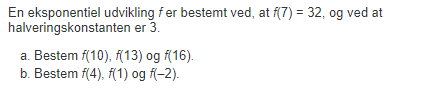 En eksponentiel udvikling f er bestemt ved, at f(7) = 32, og ved at
halveringskonstanten er 3.
a. Bestem f(10), f(13) og f(16).
b. Bestem f(4), f(1) og f(–2).